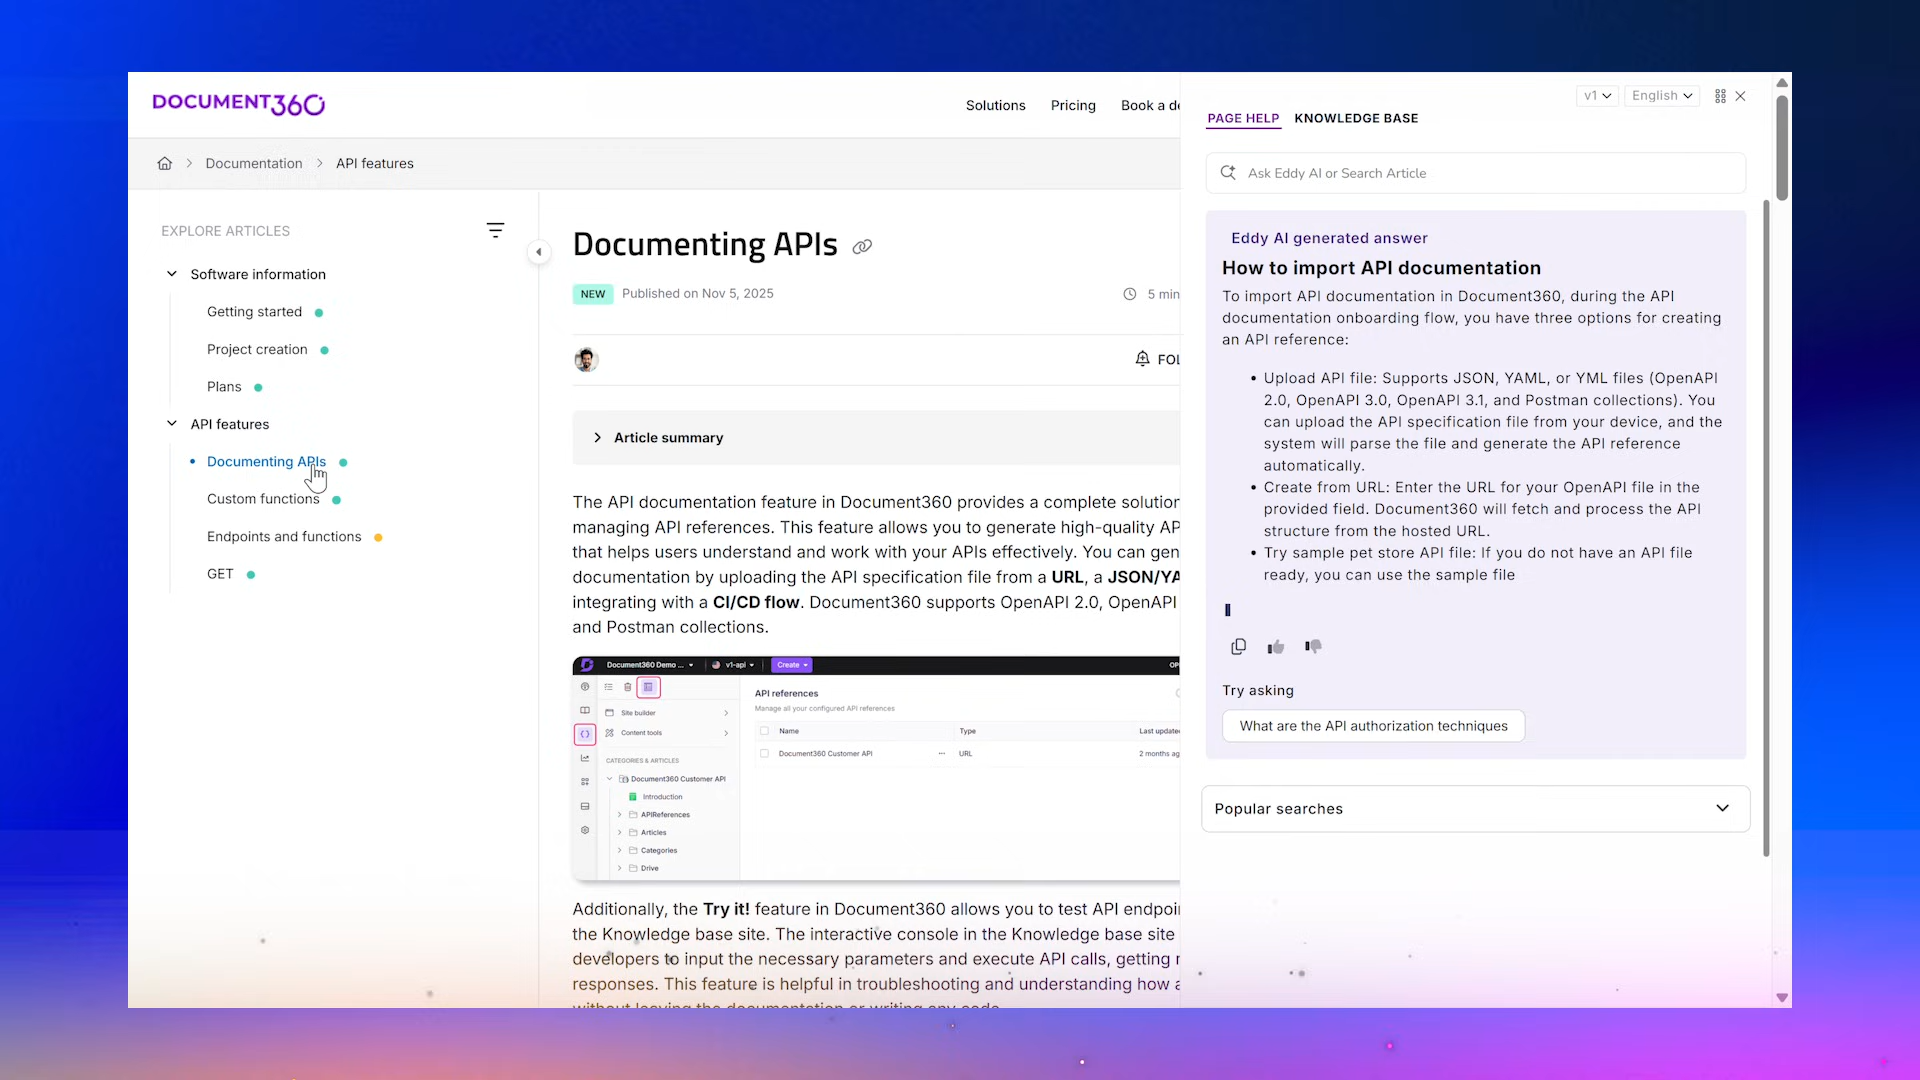 DOCUMENT360
Solutions
Pricing
Book a de
Documentation
API features
EXPLORE ARTICLES
Software information
Getting started
Project creation
Plans
API features
Documenting APIs
Custom functions
Endpoints and functions
GET
Documenting APIs
NEW
Published on Nov 5, 2025
5 min
FOL
Article summary
The API documentation feature in Document360 provides a complete solution
managing API references. This feature allows you to generate high-quality AP
that helps users understand and work with your APIs effectively. You can gen
documentation by uploading the API specification file from a URL, a JSON/YA
integrating with a CI/CD flow. Document360 supports OpenAPI 2.0, OpenAPI
and Postman collections.
Document360 Demo ...
v1-api
Create
OP
Site builder
Content tools
CATEGORIES & ARTICLES
Document360 Customer API
Introduction
APIReferences
Articles
Categories
Drive
API references
Manage all your configured API references
Name
Type
Last update
Document360 Customer API
...
URL
2 months ag
Additionally, the Try it! feature in Document360 allows you to test API endpoi
the Knowledge base site. The interactive console in the Knowledge base site
developers to input the necessary parameters and execute API calls, getting r
responses. This feature is helpful in troubleshooting and understanding how a
without leaving the documentation or writing any code.
v1
English
PAGE HELP
KNOWLEDGE BASE
Ask Eddy AI or Search Article
Eddy AI generated answer
How to import API documentation
To import API documentation in Document360, during the API
documentation onboarding flow, you have three options for creating
an API reference:
• Upload API file: Supports JSON, YAML, or YML files (OpenAPI
2.0, OpenAPI 3.0, OpenAPI 3.1, and Postman collections). You
can upload the API specification file from your device, and the
system will parse the file and generate the API reference
automatically.
• Create from URL: Enter the URL for your OpenAPI file in the
provided field. Document360 will fetch and process the API
structure from the hosted URL.
• Try sample pet store API file: If you do not have an API file
ready, you can use the sample file
Try asking
What are the API authorization techniques
Popular searches